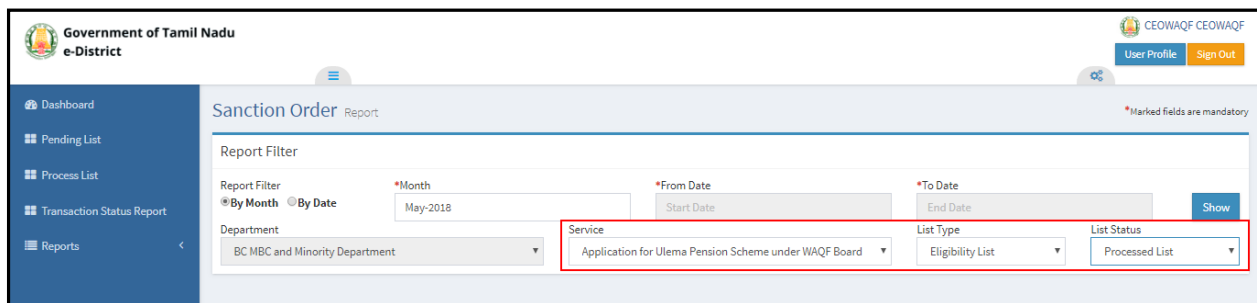 Government of Tamil Nadu
e-District
CEOWAQF CEOWAQF
User Profile
Sign Out
Dashboard
Pending List
Process List
Transaction Status Report
Reports
Sanction Order Report
*Marked fields are mandatory
Report Filter
Report Filter
By Month By Date
*Month
May-2018
*From Date
Start Date
*To Date
End Date
Show
Department
BC MBC and Minority Department
Service
Application for Ulema Pension Scheme under WAQF Board
List Type
Eligibility List
List Status
Processed List